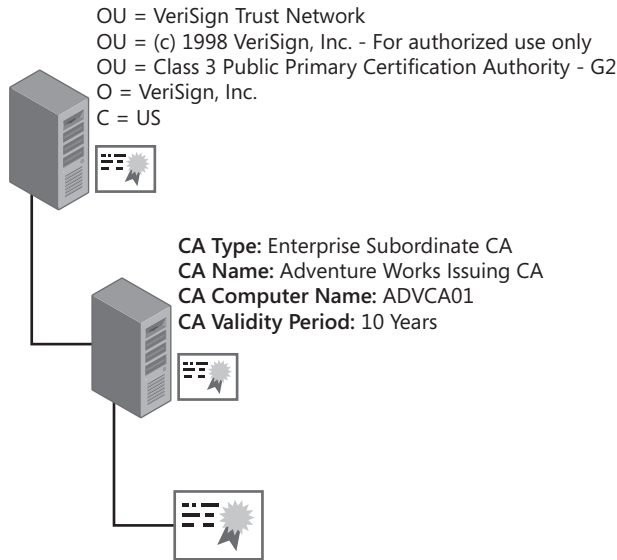 OU = VeriSign Trust Network
OU = (c) 1998 VeriSign, Inc. - For authorized use only
OU = Class 3 Public Primary Certification Authority - G2
O = VeriSign, Inc.
C = US
CA Type: Enterprise Subordinate CA
CA Name: Adventure Works Issuing CA
CA Computer Name: ADVCA01
CA Validity Period: 10 Years